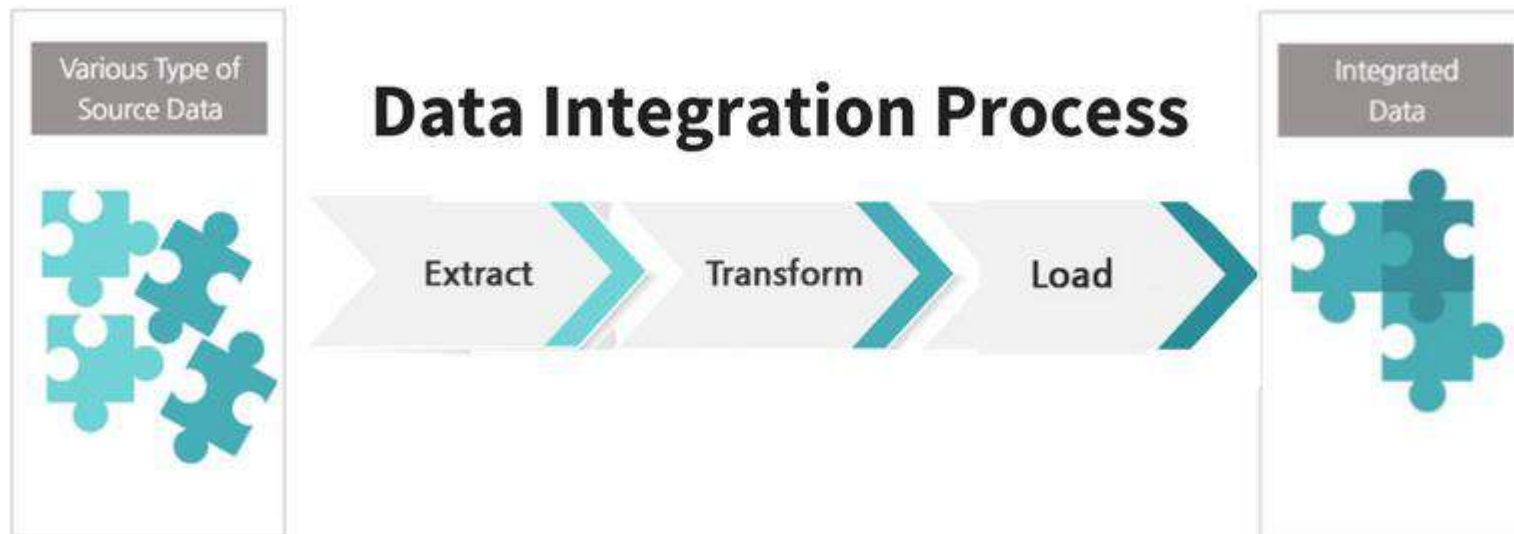 Various Type of
Source Data
Data Integration Process
Extract
Transform
Load
Integrated
Data